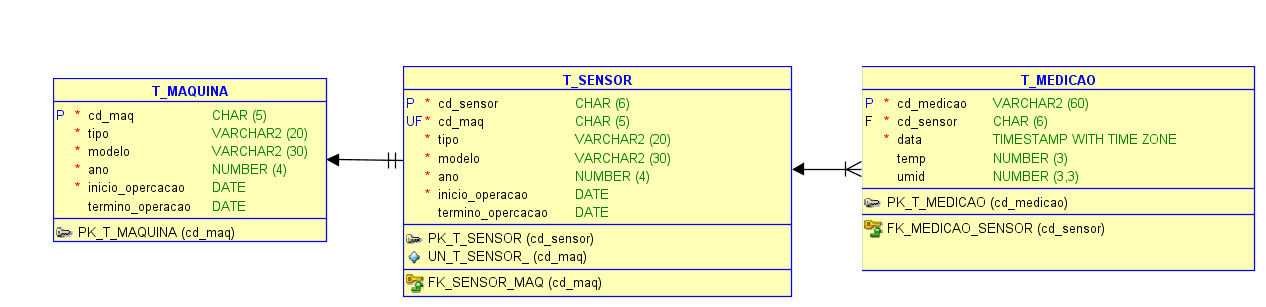 T_MAQUINA
P * cd_maq CHAR (5)
* tipo VARCHAR2 (20)
* modelo VARCHAR2 (30)
* ano NUMBER (4)
* inicio_opercacao DATE
termino_operacao DATE
PK_T_MAQUINA (cd_maq)
T_SENSOR
P * cd_sensor CHAR (6)
UF * cd_maq CHAR (5)
* tipo VARCHAR2 (20)
* modelo VARCHAR2 (30)
* ano NUMBER (4)
* inicio_operacao DATE
termino_opercacao DATE
PK_T_SENSOR (cd_sensor)
UN_T_SENSOR_ (cd_maq)
FK_SENSOR_MAQ (cd_maq)
T_MEDICAO
P * cd_medicao VARCHAR2 (60)
F * cd_sensor CHAR (6)
* data TIMESTAMP WITH TIME ZONE
temp NUMBER (3)
umid NUMBER (3,3)
PK_T_MEDICAO (cd_medicao)
FK_MEDICAO_SENSOR (cd_sensor)